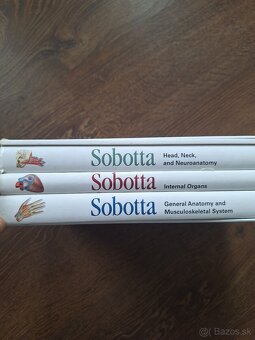 Sobotta
Head, Neck,
and Neuroanatomy
Sobotta
Internal Organs
Sobotta
General Anatomy and
Musculoskeletal System
Bazos.sk